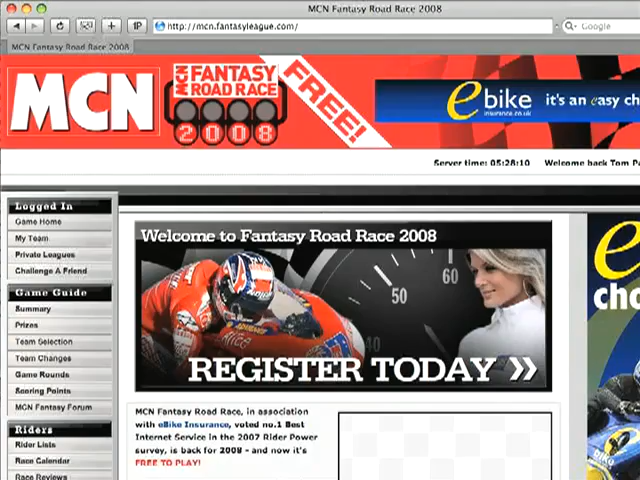 MCN Fantasy Road Race 2008
1P
http://mcn.fantasyleague.com/
Google
MCN Fantasy Road Race 2008
MCN
MCN FANTASY ROAD RACE
2008
FREE!
ebike
insurance.co.uk
it's an easy ch
Server time: 05:28:10 Welcome back Tom P
Logged In
Game Home
My Team
Private Leagues
Challenge A Friend
Game Guide
Summary
Prizes
Team Selection
Team Changes
Game Rounds
Scoring Points
MCN Fantasy Forum
Riders
Rider Lists
Race Calendar
Race Reviews
Welcome to Fantasy Road Race 2008
60
50
40
REGISTER TODAY »
MCN Fantasy Road Race, in association
with eBike Insurance, voted no.1 Best
Internet Service in the 2007 Rider Power
survey, is back for 2008 - and now it's
FREE TO PLAY!
e
cho